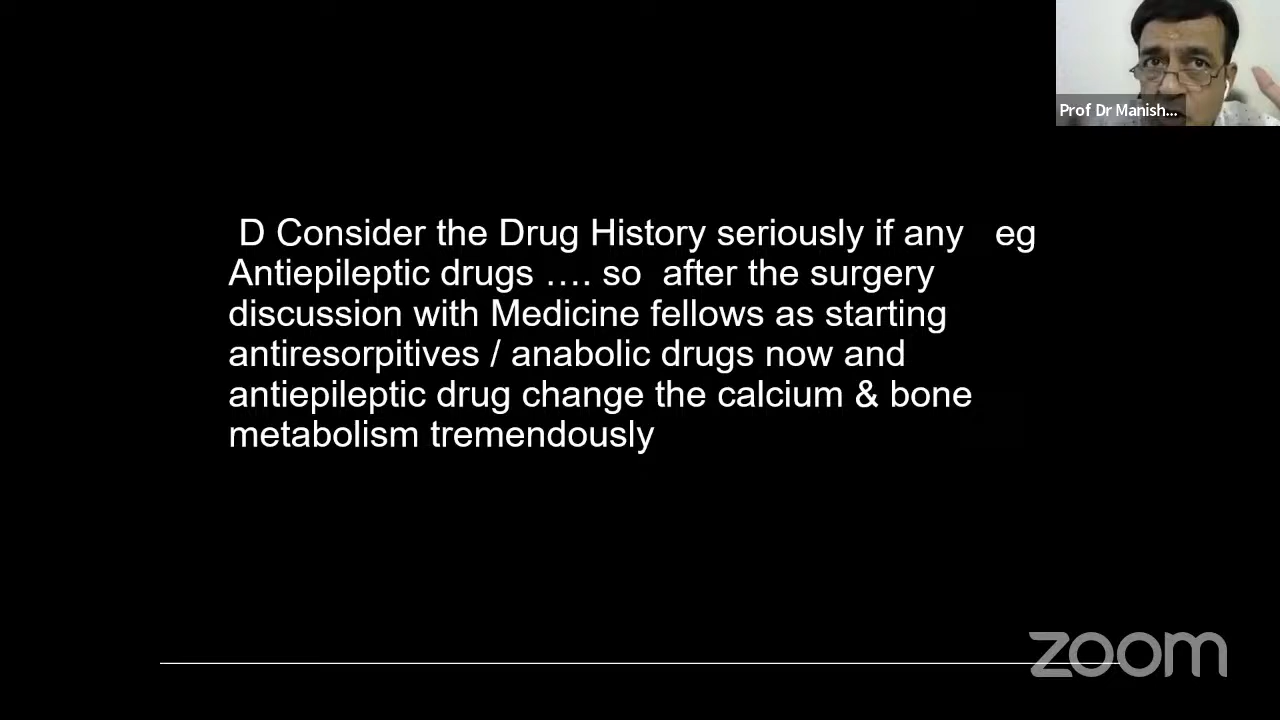 Prof Dr Manish...
D Consider the Drug History seriously if any eg
Antiepileptic drugs .... so after the surgery
discussion with Medicine fellows as starting
antiresorpitives / anabolic drugs now and
antiepileptic drug change the calcium & bone
metabolism tremendously
zoom